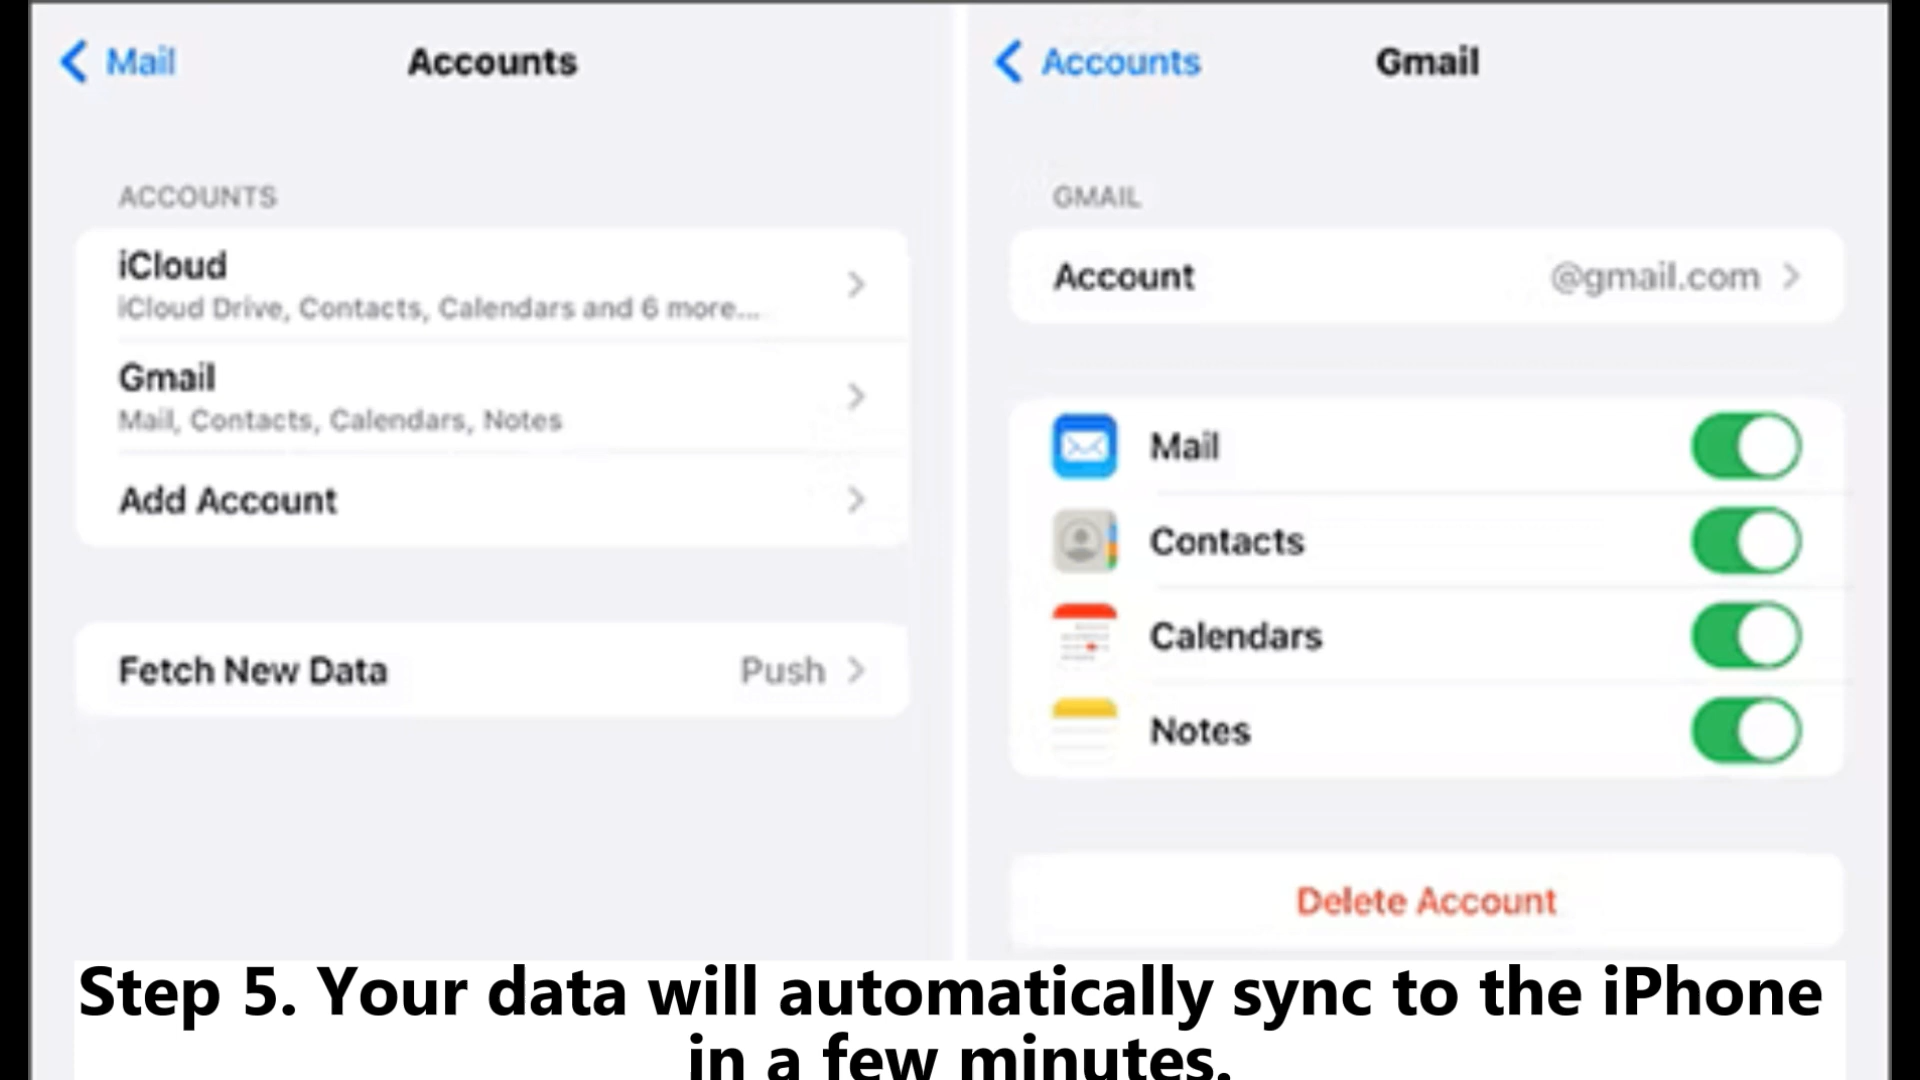 Mail
Accounts
ACCOUNTS
iCloud
iCloud Drive, Contacts, Calendars and 6 more...
Gmail
Mail, Contacts, Calendars, Notes
Add Account
Fetch New Data Push
Accounts
Gmail
GMAIL
Account @gmail.com
Mail
Contacts
Calendars
Notes
Delete Account
Step 5. Your data will automatically sync to the iPhone
in a few minutes.